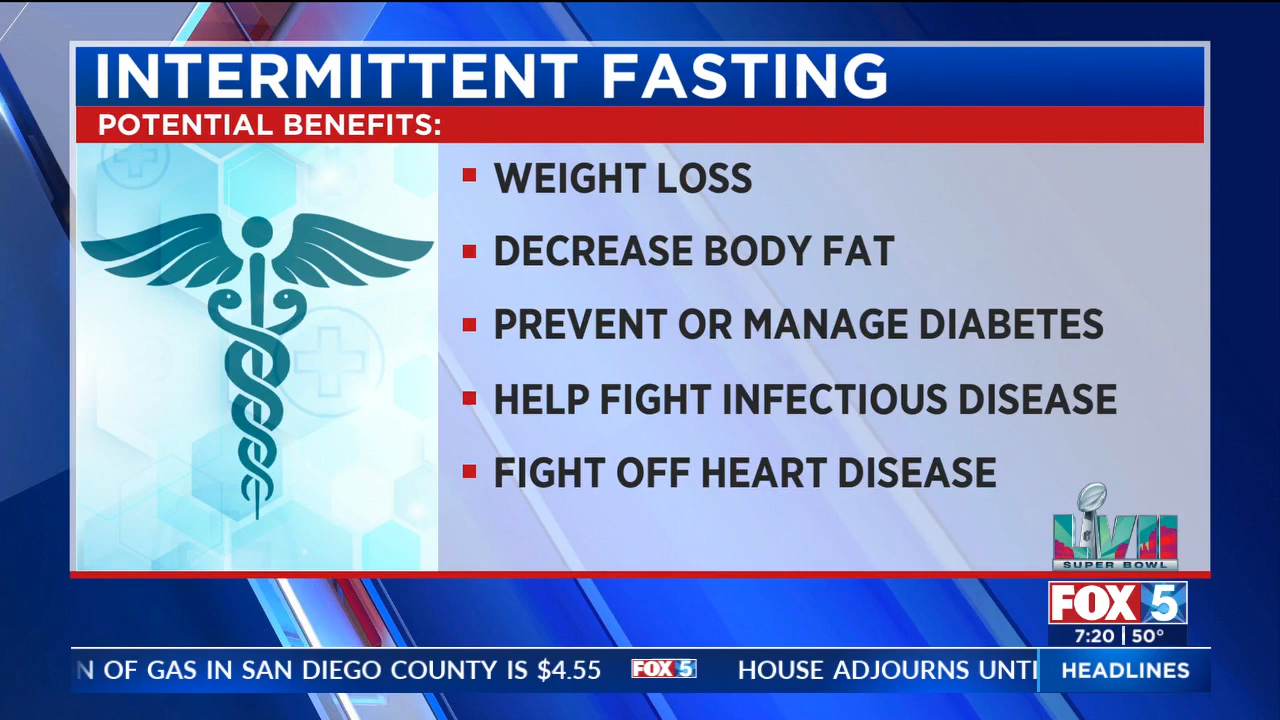 INTERMITTENT FASTING
POTENTIAL BENEFITS:
WEIGHT LOSS
DECREASE BODY FAT
PREVENT OR MANAGE DIABETES
HELP FIGHT INFECTIOUS DISEASE
FIGHT OFF HEART DISEASE
LVII
SUPER BOWL
FOX 5
7:20 | 50°
N OF GAS IN SAN DIEGO COUNTY IS $4.55 FOX 5 HOUSE ADJOURNS UNTI HEADLINES